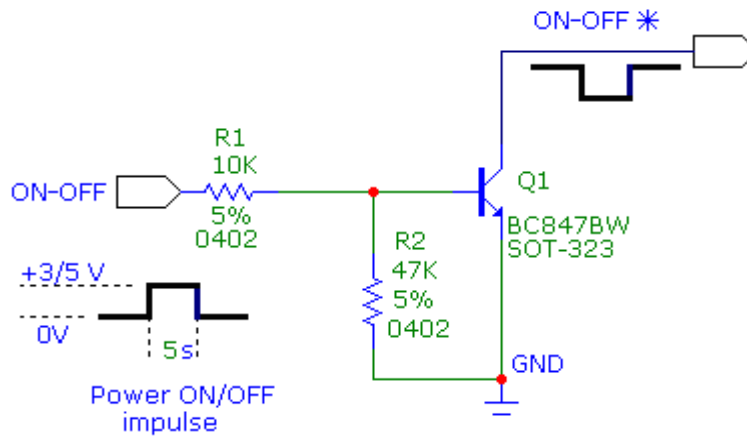 ON-OFF *
R1
10K
ON-OFF
5%
0402
Q1
BC847BW
SOT-323
R2
47K
5%
0402
+3/5 V
0V
5s
GND
Power ON/OFF
impulse